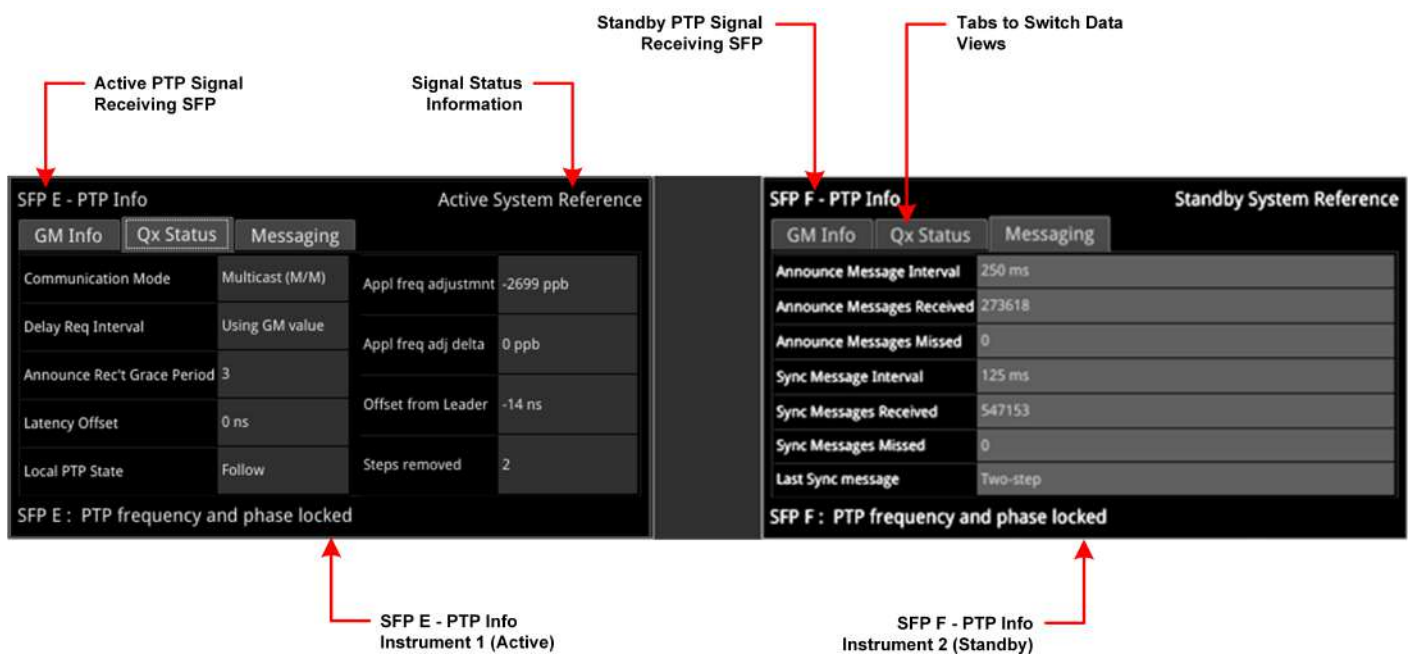 Standby PTP Signal
Receiving SFP
Tabs to Switch Data
Views
Active PTP Signal
Receiving SFP
Signal Status
Information
SFP E - PTP Info
Active System Reference
GM Info
Qx Status
Messaging
Communication Mode
Multicast (M/M)
Delay Req Interval
Using GM value
Announce Rec't Grace Period
3
Latency Offset
0 ns
Local PTP State
Follow
Appl freq adjustmnt
-2699 ppb
Appl freq adj delta
0 ppb
Offset from Leader
-14 ns
Steps removed
2
SFP E : PTP frequency and phase locked
SFP F - PTP Info
Standby System Reference
GM Info
Qx Status
Messaging
Announce Message Interval
250 ms
Announce Messages Received
273618
Announce Messages Missed
0
Sync Message Interval
125 ms
Sync Messages Received
547153
Sync Messages Missed
0
Last Sync message
Two-step
SFP F : PTP frequency and phase locked
SFP E - PTP Info
Instrument 1 (Active)
SFP F - PTP Info
Instrument 2 (Standby)